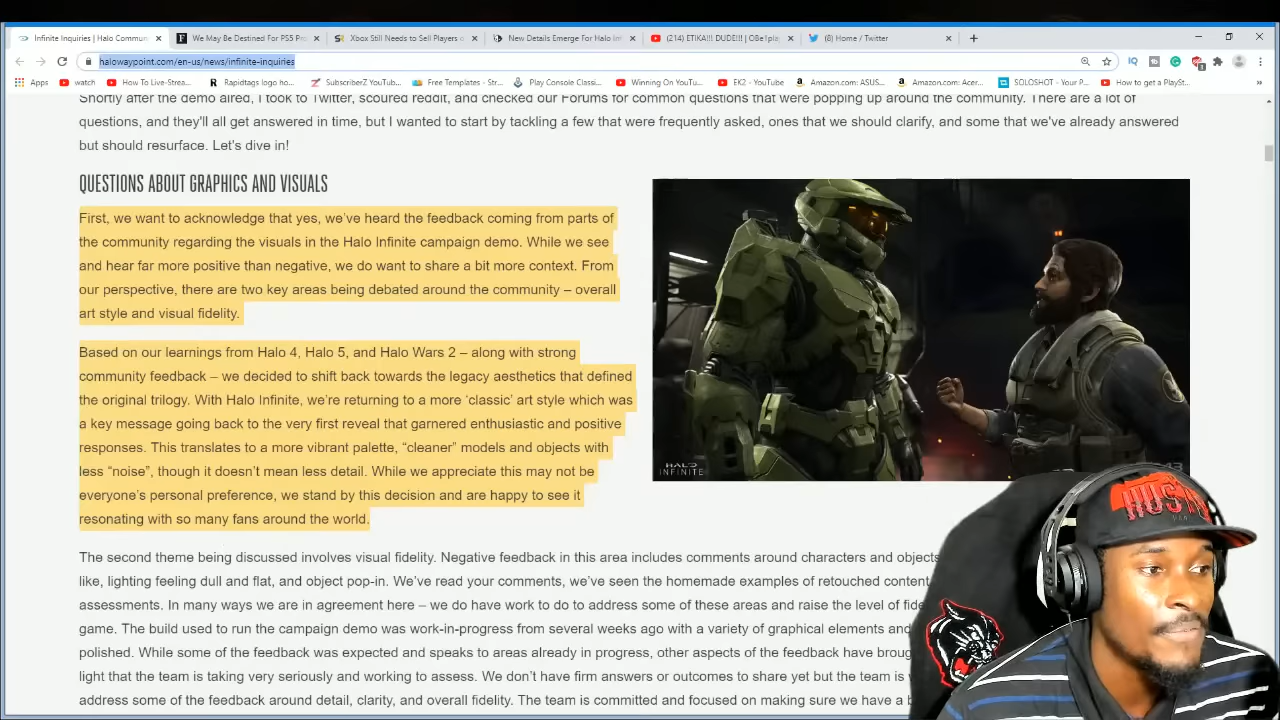 Infinite Inquiries | Halo Commun
We May Be Destined For PS5 Pr
Xbox Still Needs to Sell Players o
New Details Emerge For Halo In
(214) ETIKA!!! DUDE!!! | OBe1pla
(8) Home / Twitter
halowaypoint.com/en-us/news/infinite-inquiries
Apps
watch
How To Live-Strea...
Rapidtags logo ho...
SubscriberZ YouTub...
Free Templates - St...
Play Console Classi...
Winning On YouTu...
EK2 - YouTube
Amazon.com: ASUS...
Amazon.com: Acer...
SOLOSHOT | Place...
How to get a PlaySt...
Shortly after the demo aired, I took to Twitter, scoured reddit, and checked our Forums for common questions that were popping up around the community. There are a lot of
questions, and they'll all get answered in time, but I wanted to start by tackling a few that were frequently asked, ones that we should clarify, and some that we've already answered
but should resurface. Let's dive in!
QUESTIONS ABOUT GRAPHICS AND VISUALS
First, we want to acknowledge that yes, we've heard the feedback coming from parts of
the community regarding the visuals in the Halo Infinite campaign demo. While we see
and hear far more positive than negative, we do want to share a bit more context. From
our perspective, there are two key areas being debated around the community – overall
art style and visual fidelity.
Based on our learnings from Halo 4, Halo 5, and Halo Wars 2 – along with strong
community feedback – we decided to shift back towards the legacy aesthetics that defined
the original trilogy. With Halo Infinite, we're returning to a more 'classic' art style which was
a key message going back to the very first reveal that garnered enthusiastic and positive
responses. This translates to a more vibrant palette, "cleaner" models and objects with
less "noise", though it doesn't mean less detail. While we appreciate this may not be
everyone's personal preference, we stand by this decision and are happy to see it
resonating with so many fans around the world.
HALO
INFINITE
The second theme being discussed involves visual fidelity. Negative feedback in this area includes comments around characters and objects
like, lighting feeling dull and flat, and object pop-in. We've read your comments, we've seen the homemade examples of retouched content
assessments. In many ways we are in agreement here – we do have work to do to address some of these areas and raise the level of fide
game. The build used to run the campaign demo was work-in-progress from several weeks ago with a variety of graphical elements and
polished. While some of the feedback was expected and speaks to areas already in progress, other aspects of the feedback have broug
light that the team is taking very seriously and working to assess. We don't have firm answers or outcomes to share yet but the team is
address some of the feedback around detail, clarity, and overall fidelity. The team is committed and focused on making sure we have a b